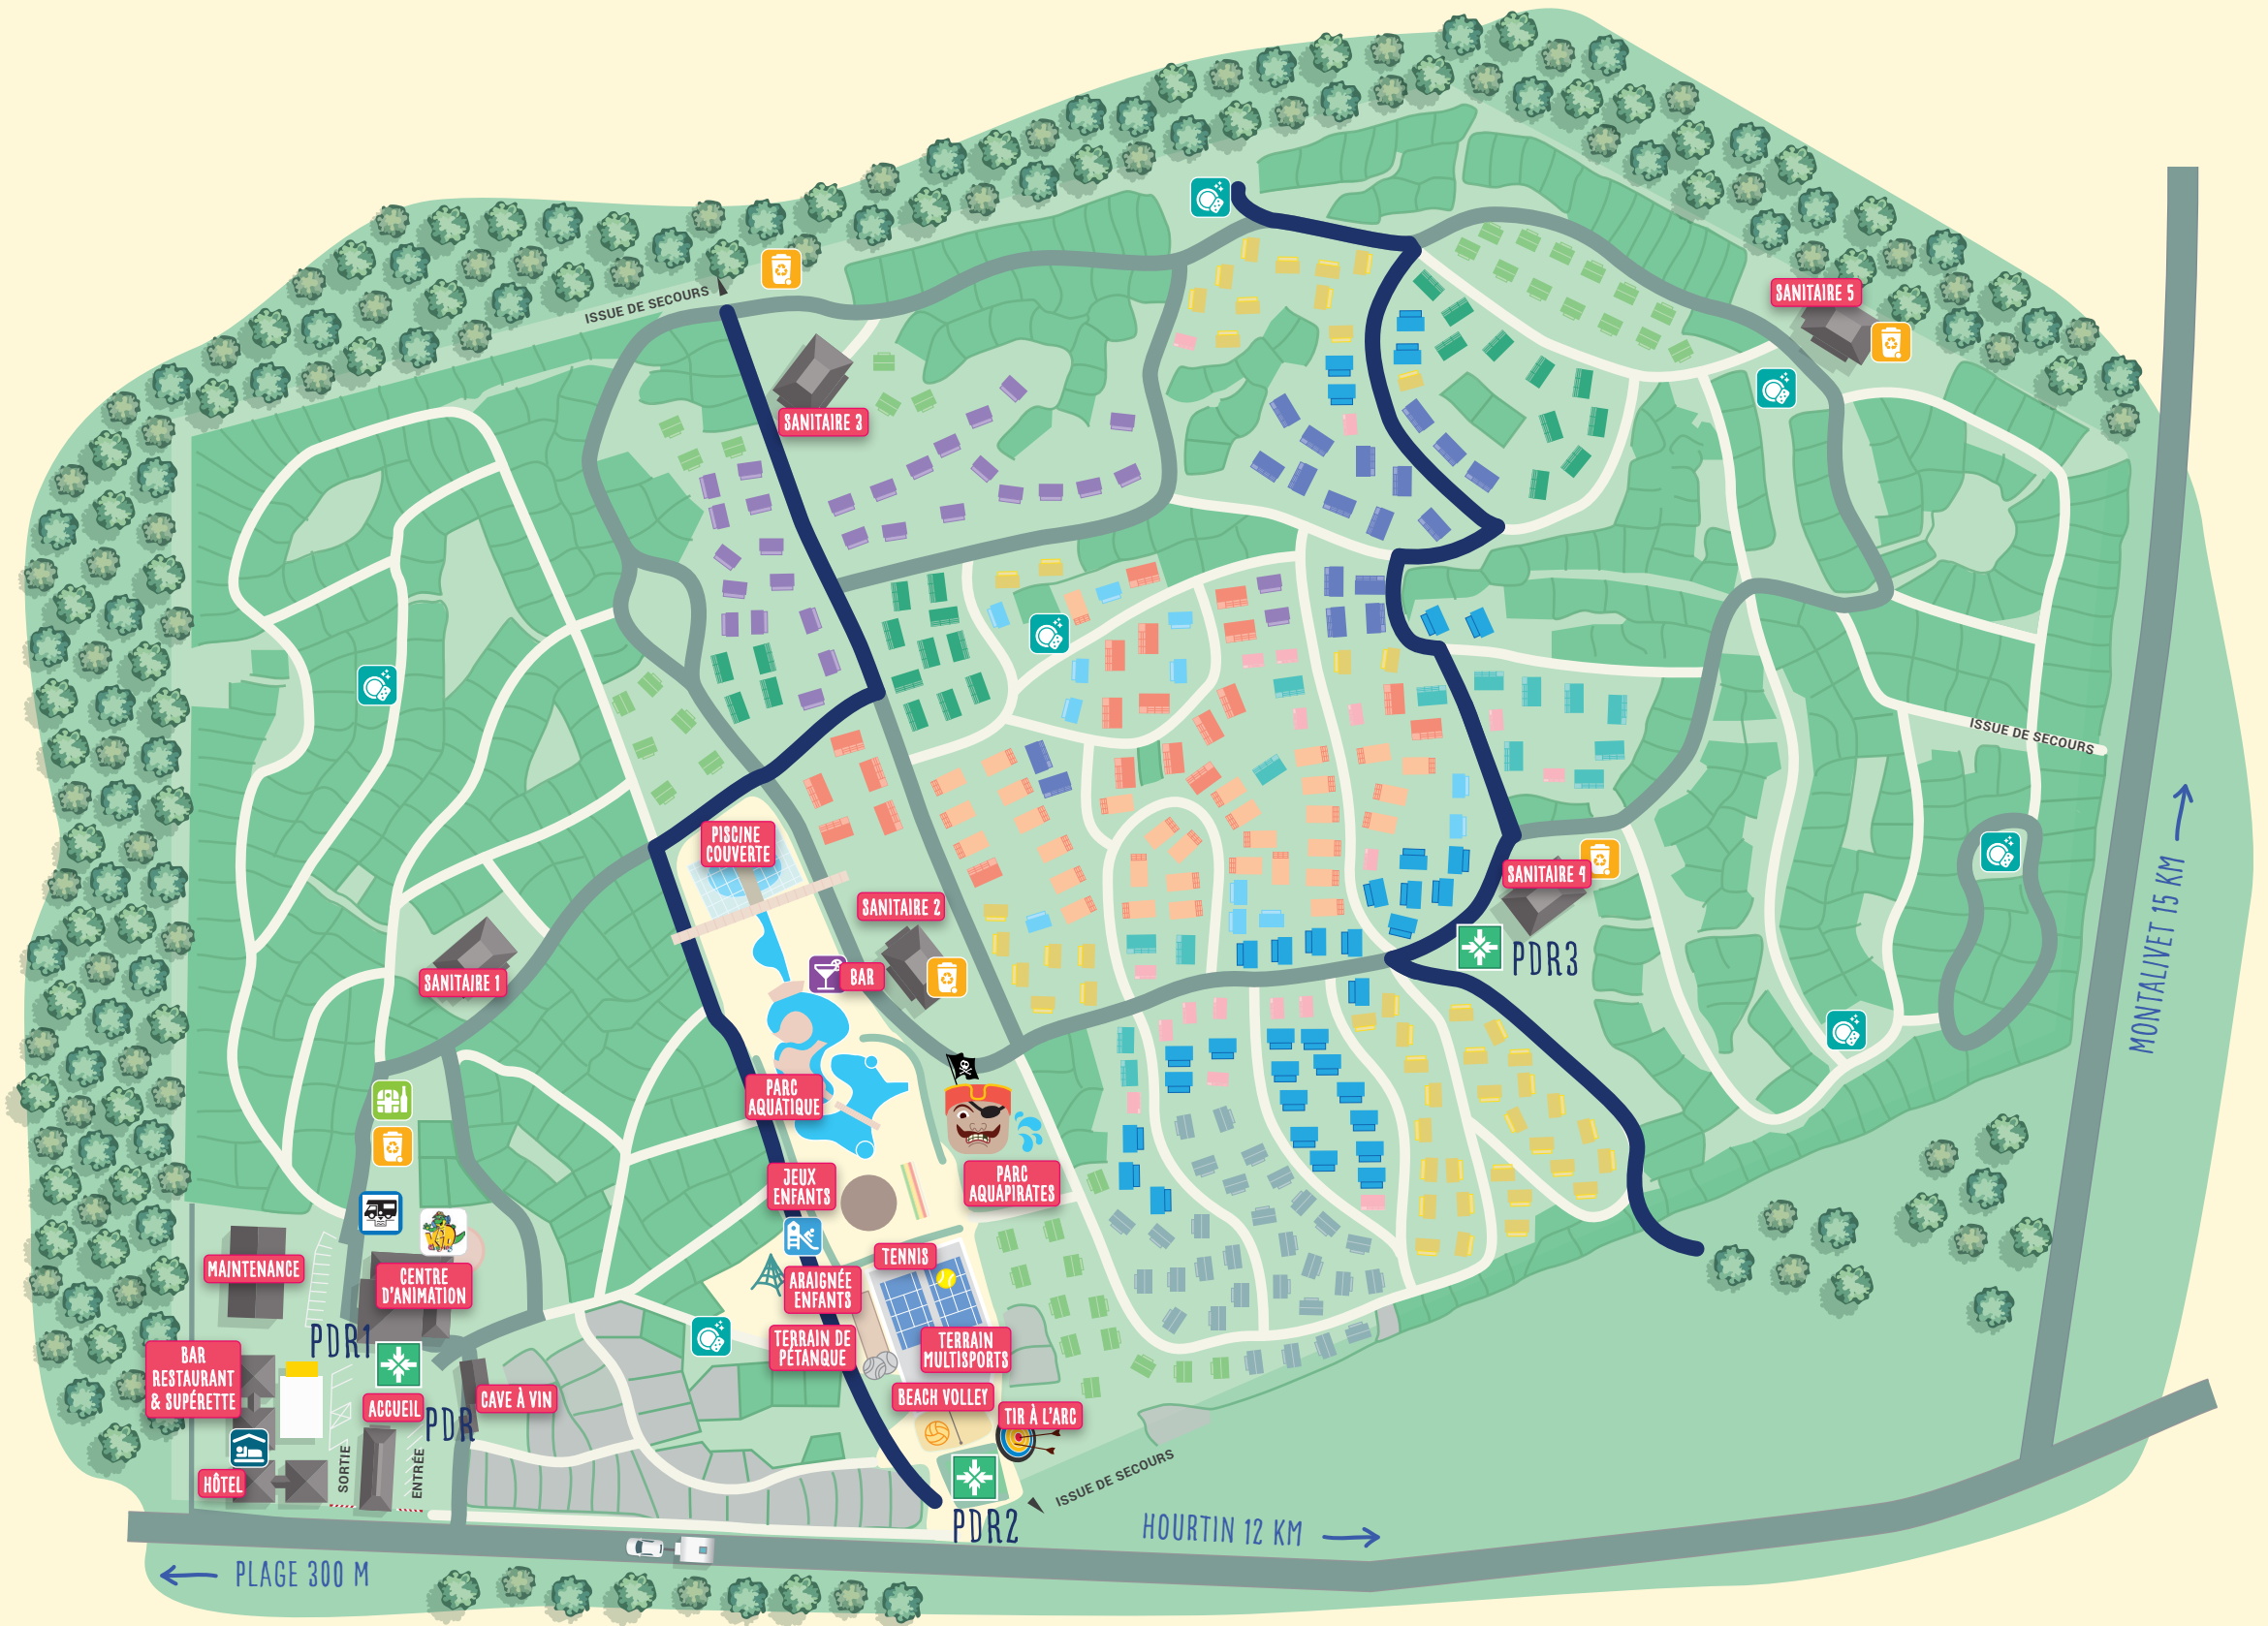 ISSUE DE SECOURS
SANITAIRE 5
SANITAIRE 3
ISSUE DE SECOURS
PISCINE
COUVERTE
SANITAIRE 4
SANITAIRE 2
PDR3
BAR
SANITAIRE 1
MONTALIVET 15 KM
PARC
AQUATIQUE
JEUX
ENFANTS
PARC
AQUAPIRATES
MAINTENANCE
CENTRE
D'ANIMATION
TENNIS
ARAIGNÉE
ENFANTS
PDR1
TERRAIN DE
PÉTANQUE
TERRAIN
MULTISPORTS
BAR
RESTAURANT
& SUPÉRETTE
ACCUEIL
CAVE À VIN
BEACH VOLLEY
TIR À L'ARC
PDR
HÔTEL
SORTIE
ENTRÉE
ISSUE DE SECOURS
PDR2
HOURTIN 12 KM
PLAGE 300 M